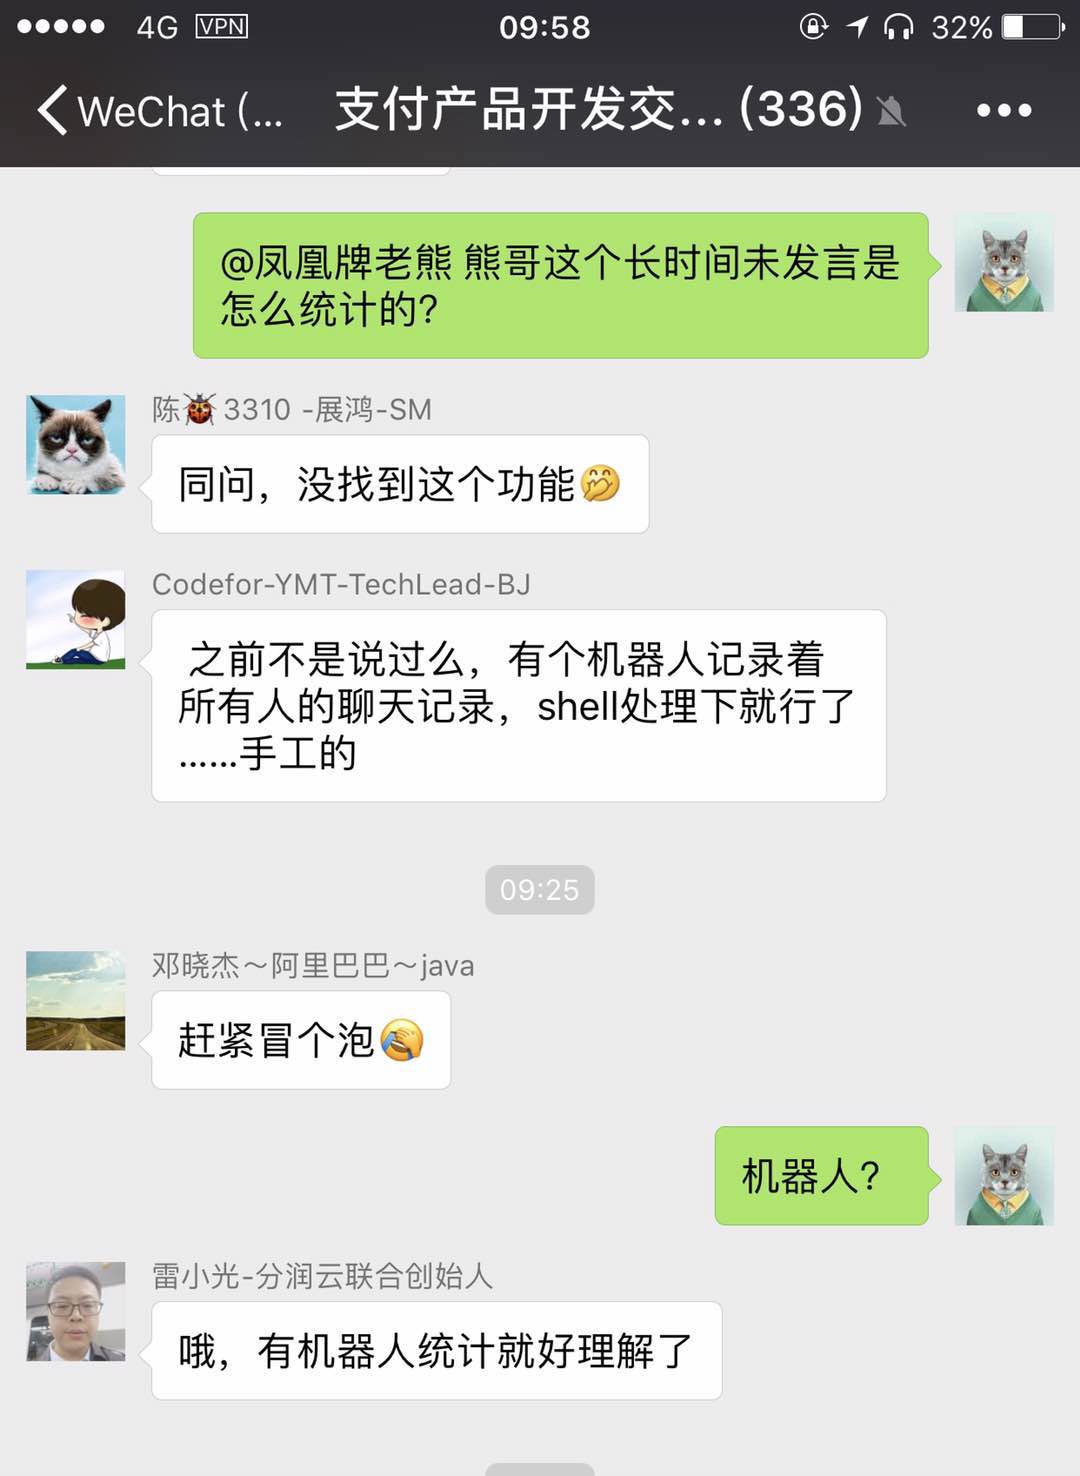 4G VPN 09:58 32%
WeChat (... 支付产品开发交... (336)
@凤凰牌老熊 熊哥这个长时间未发言是
怎么统计的?
陈🐞3310 -展鸿-SM
同问，没找到这个功能🤭
Codefor-YMT-TechLead-BJ
之前不是说过么，有个机器人记录着
所有人的聊天记录，shell处理下就行了
……手工的
09:25
邓晓杰～阿里巴巴～java
赶紧冒个泡🤦
机器人?
雷小光-分润云联合创始人
哦，有机器人统计就好理解了